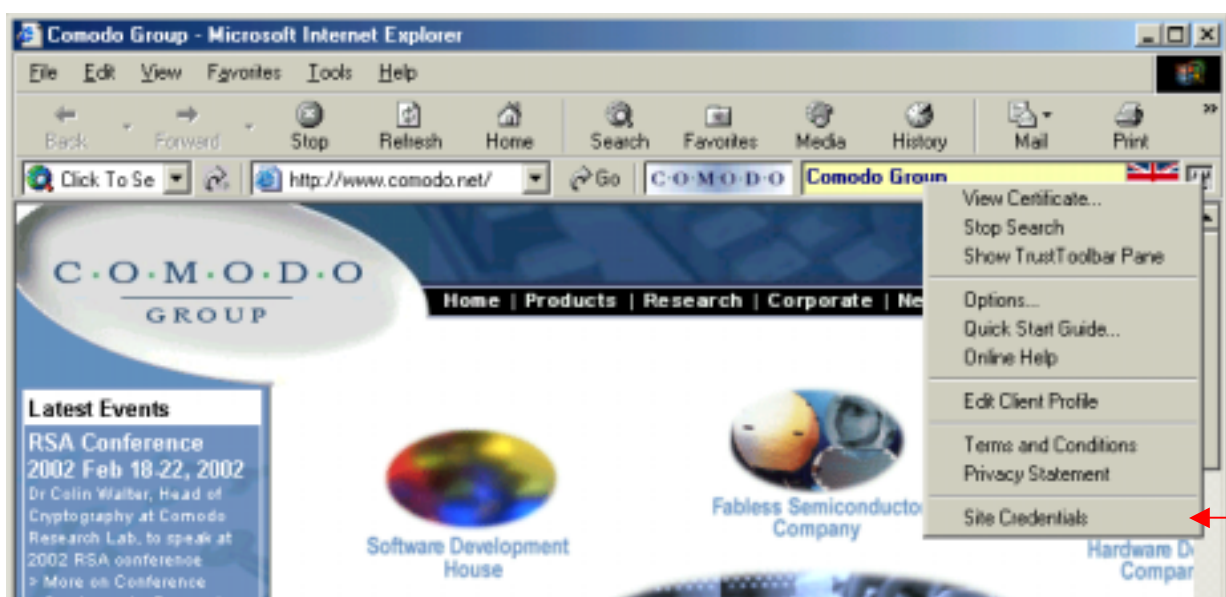 Comodo Group - Microsoft Internet Explorer
File Edit View Favorites Tools Help
Back Forward Stop Refresh Home Search Favorites Media History Mail Print »
Click To Se http://www.comodo.net/ Go C·O·M·O·D·O Comodo Group
View Certificate...
Stop Search
Show TrustToolbar Pane
Options...
Quick Start Guide...
Online Help
Edit Client Profile
Terms and Conditions
Privacy Statement
Site Credentials
C·O·M·O·D·O
GROUP
Home | Products | Research | Corporate | Ne
Latest Events
RSA Conference
2002 Feb 18-22, 2002
Dr Colin Walter, Head of
Cryptography at Comodo
Research Lab, to speak at
2002 RSA conference
> More on Conference
Software Development
House
Fabless Semiconducto
Company
Hardware D
Compan